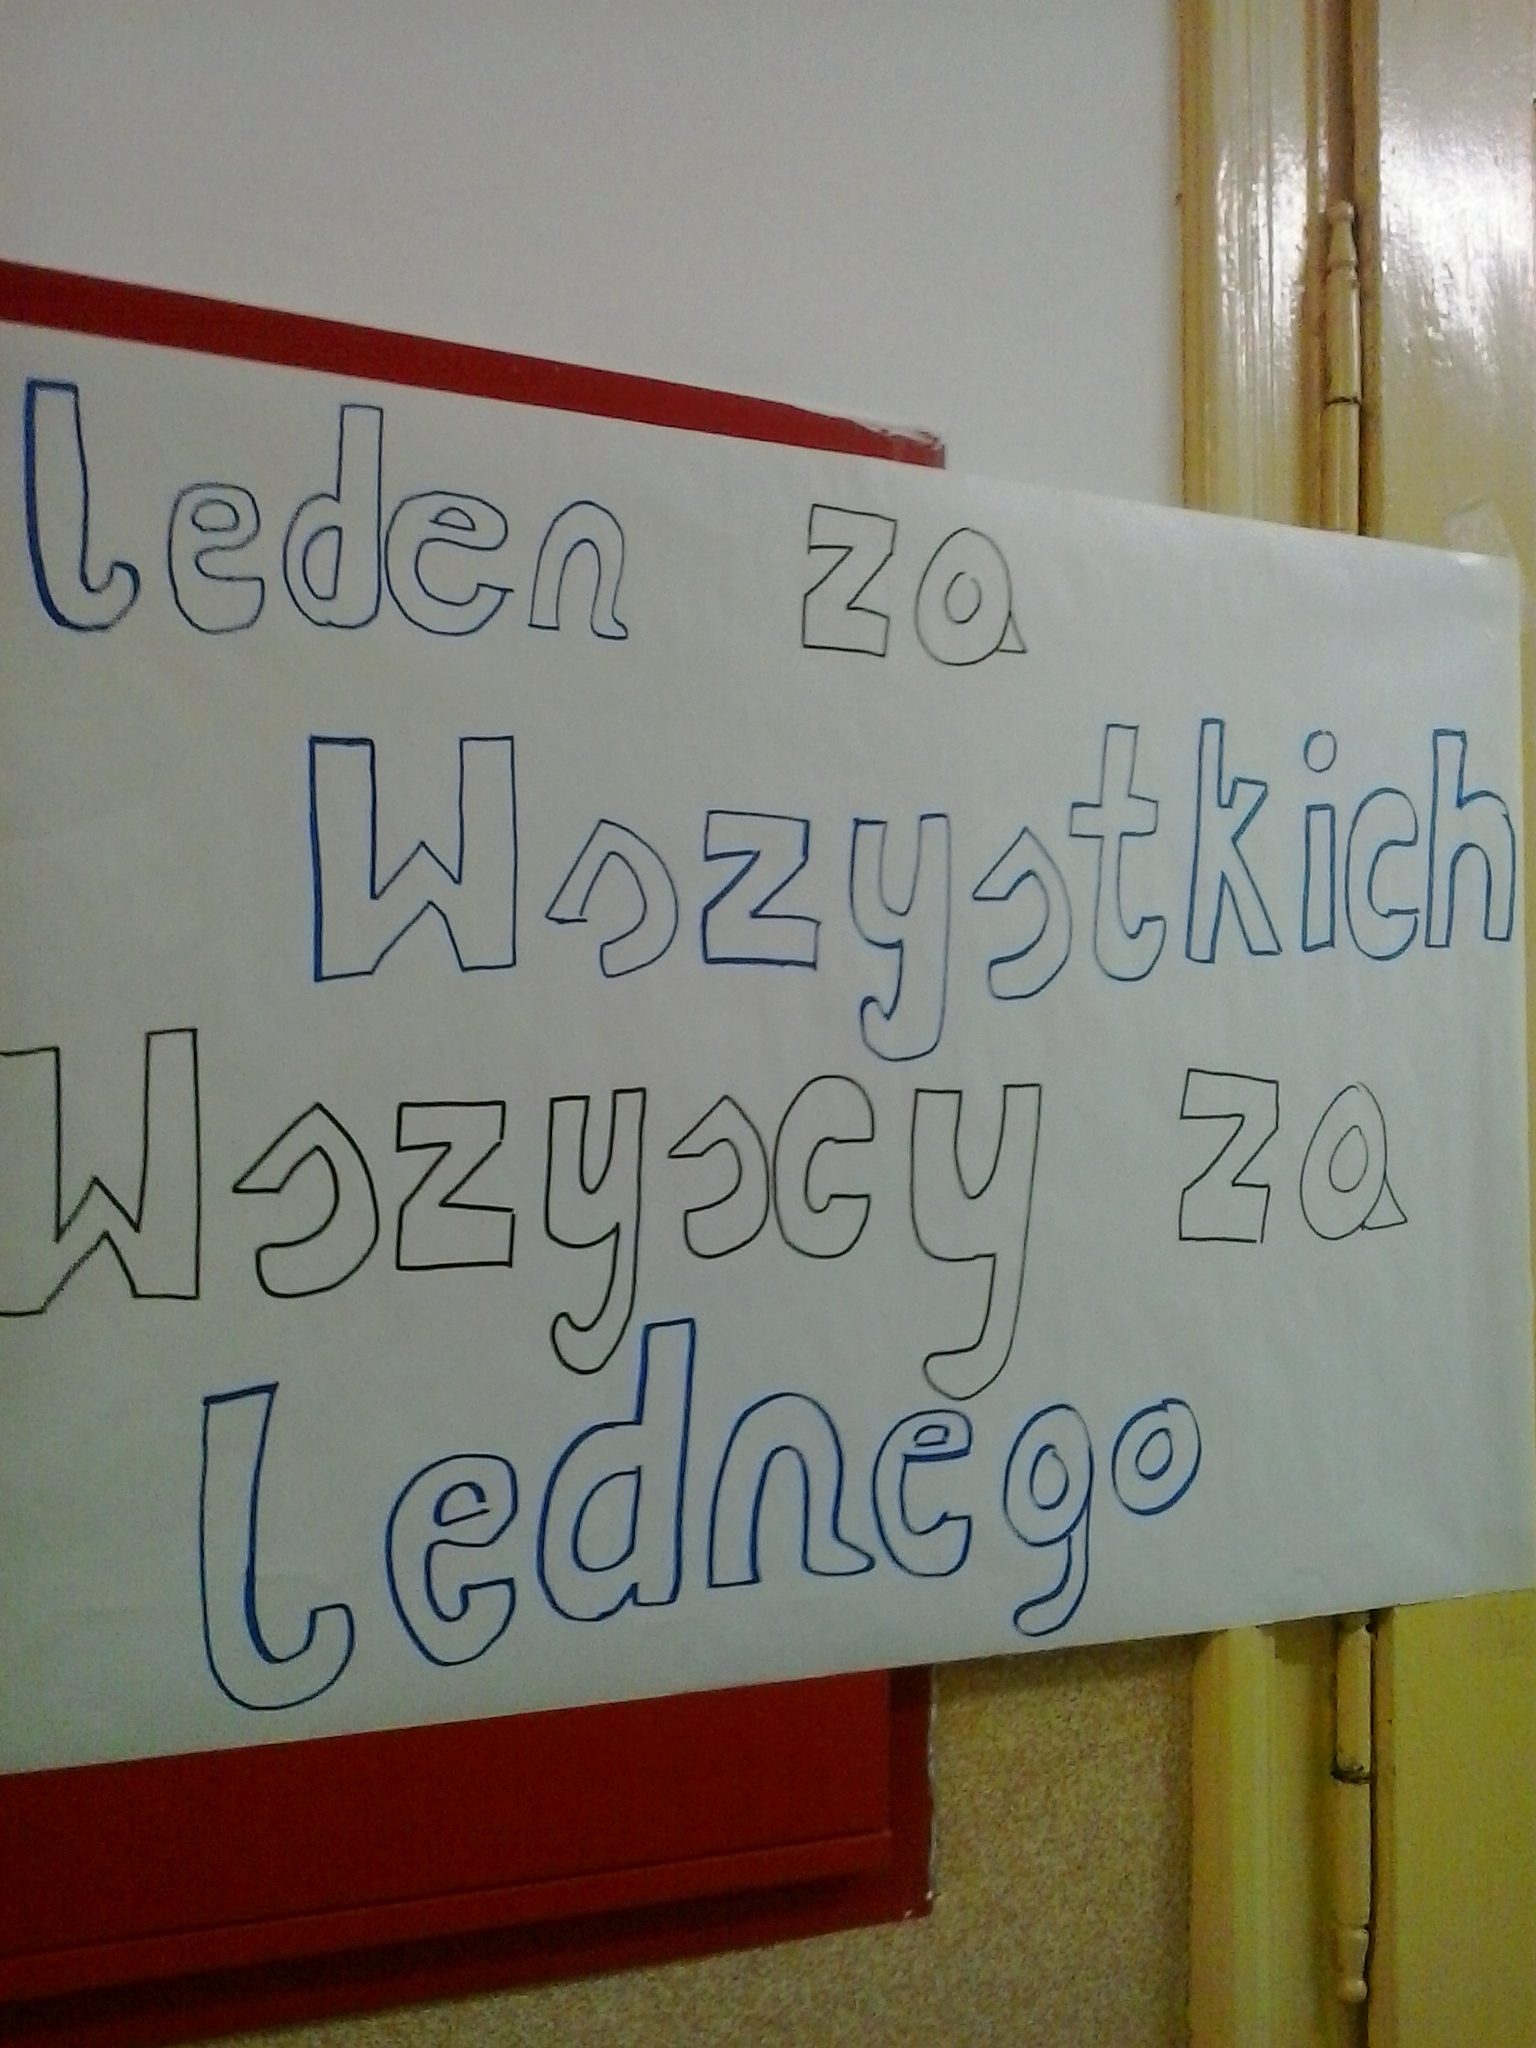 Jeden za
Wszystkich
Wszyscy za
Jednego